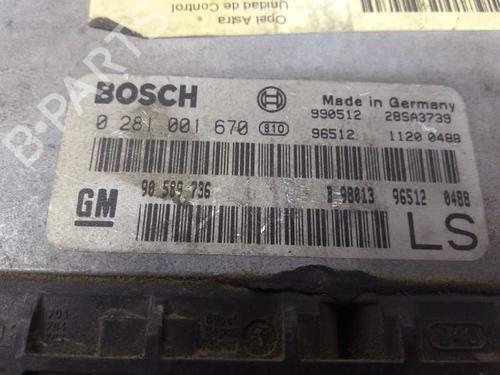 Opel Astra
Unidad de Control
B-PARTS
BOSCH
Made in Germany
0 281 001 670 810
990512 28SA3739
96512 1120 0488
GM
90 589 736
B 98013 96512 0488
LS